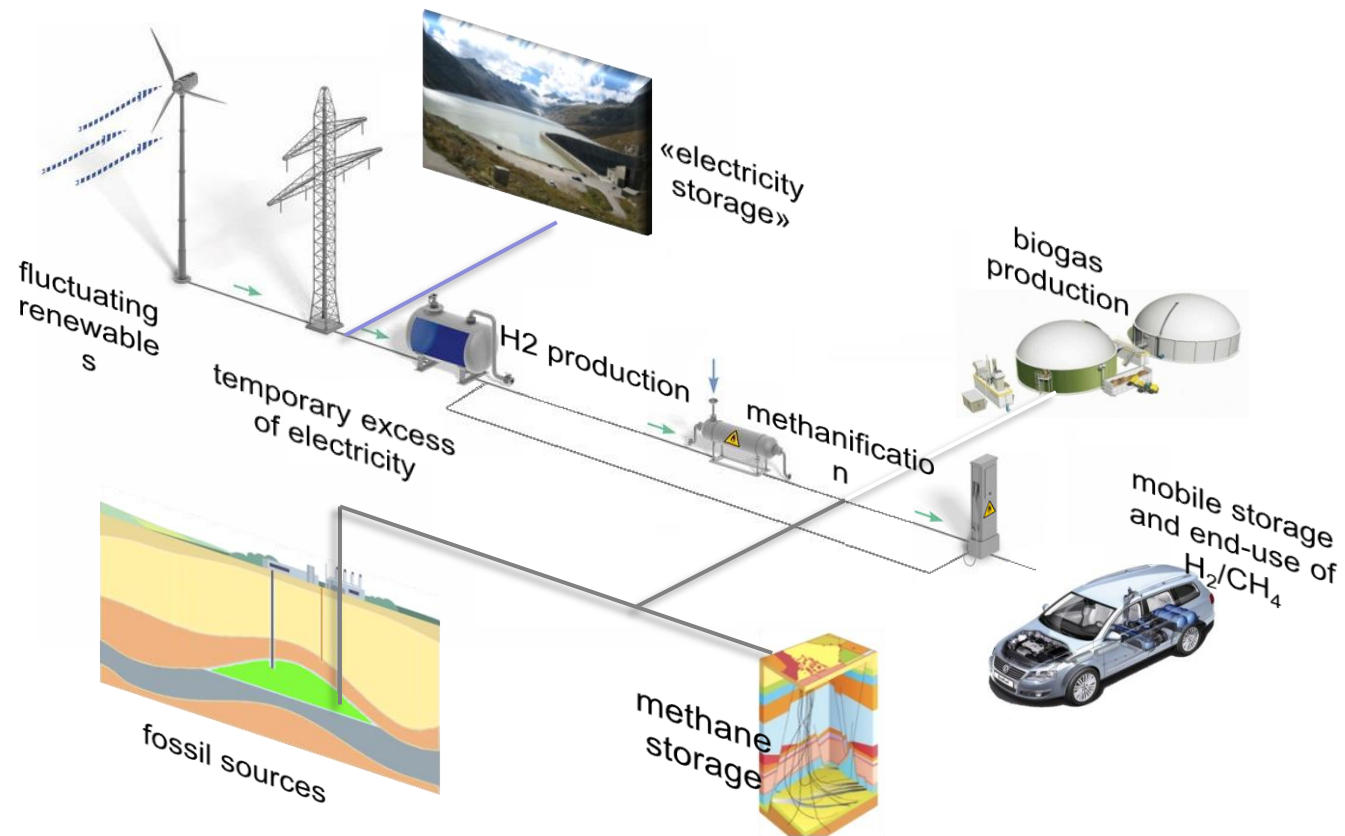 «electricity
storage»
biogas
production
fluctuating
renewable
s
H2 production
temporary excess
of electricity
methanificatio
n
mobile storage
and end-use of
H₂/CH₄
methane
storage
fossil sources